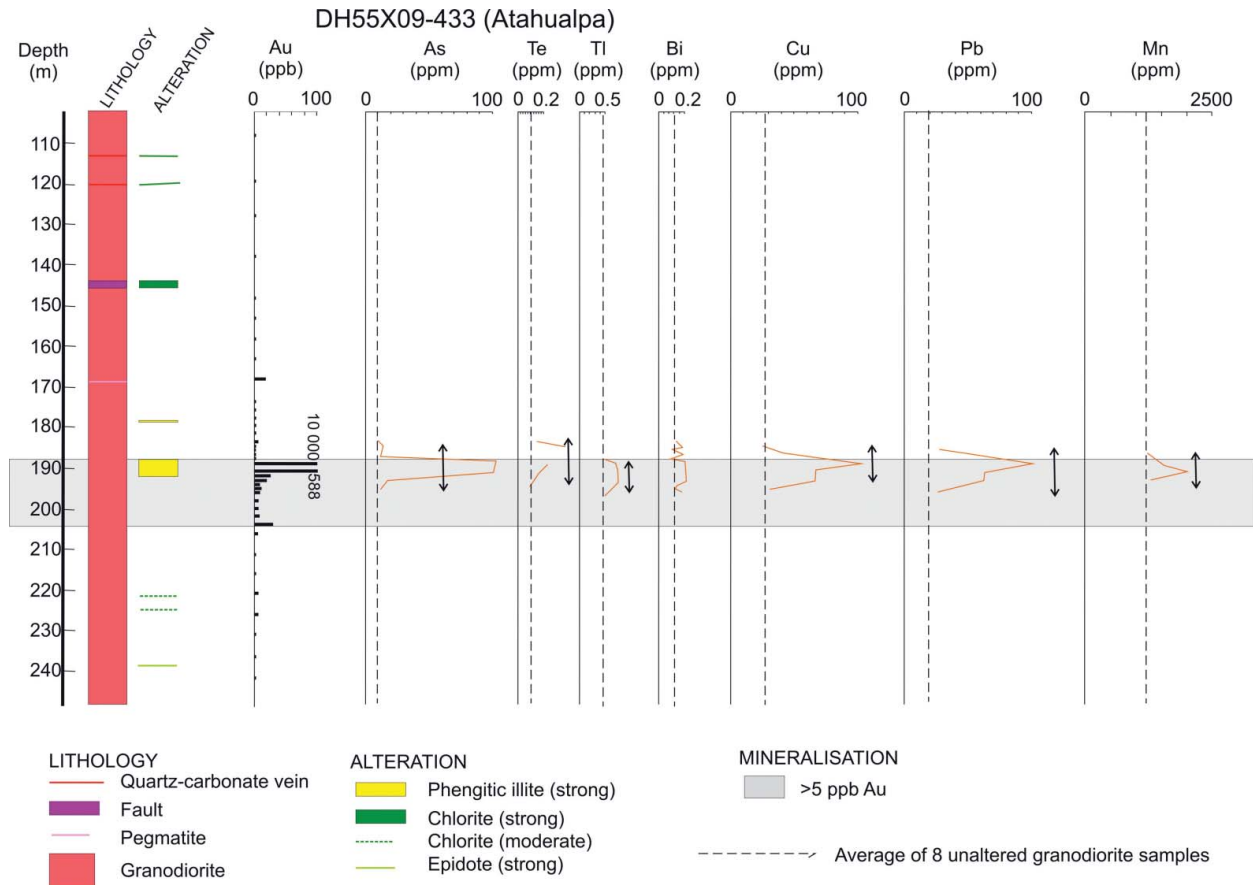 DH55X09-433 (Atahualpa)
Depth
(m)
LITHOLOGY
ALTERATION
Au
(ppb)
As
(ppm)
Te
(ppm)
Tl
(ppm)
Bi
(ppm)
Cu
(ppm)
Pb
(ppm)
Mn
(ppm)
0 100
0 100
0 0.2
0 0.5
0 0.2
0 100
0 100
0 2500
110
120
130
140
150
160
170
180
190
200
210
220
230
240
10 000
588
LITHOLOGY
Quartz-carbonate vein
Fault
Pegmatite
Granodiorite
ALTERATION
Phengitic illite (strong)
Chlorite (strong)
Chlorite (moderate)
Epidote (strong)
MINERALISATION
>5 ppb Au
Average of 8 unaltered granodiorite samples